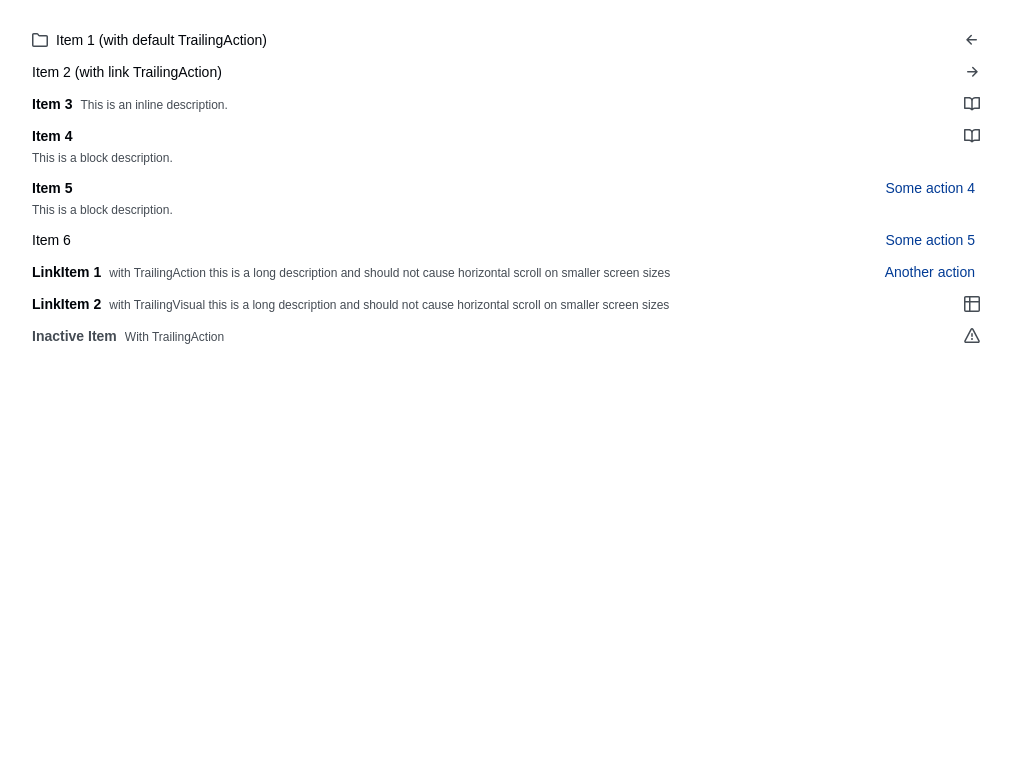 Item 1 (with default TrailingAction)
Item 2 (with link TrailingAction)
Item 3 This is an inline description.
Item 4
This is a block description.
Item 5 Some action 4
This is a block description.
Item 6 Some action 5
LinkItem 1 with TrailingAction this is a long description and should not cause horizontal scroll on smaller screen sizes Another action
LinkItem 2 with TrailingVisual this is a long description and should not cause horizontal scroll on smaller screen sizes
Inactive Item With TrailingAction